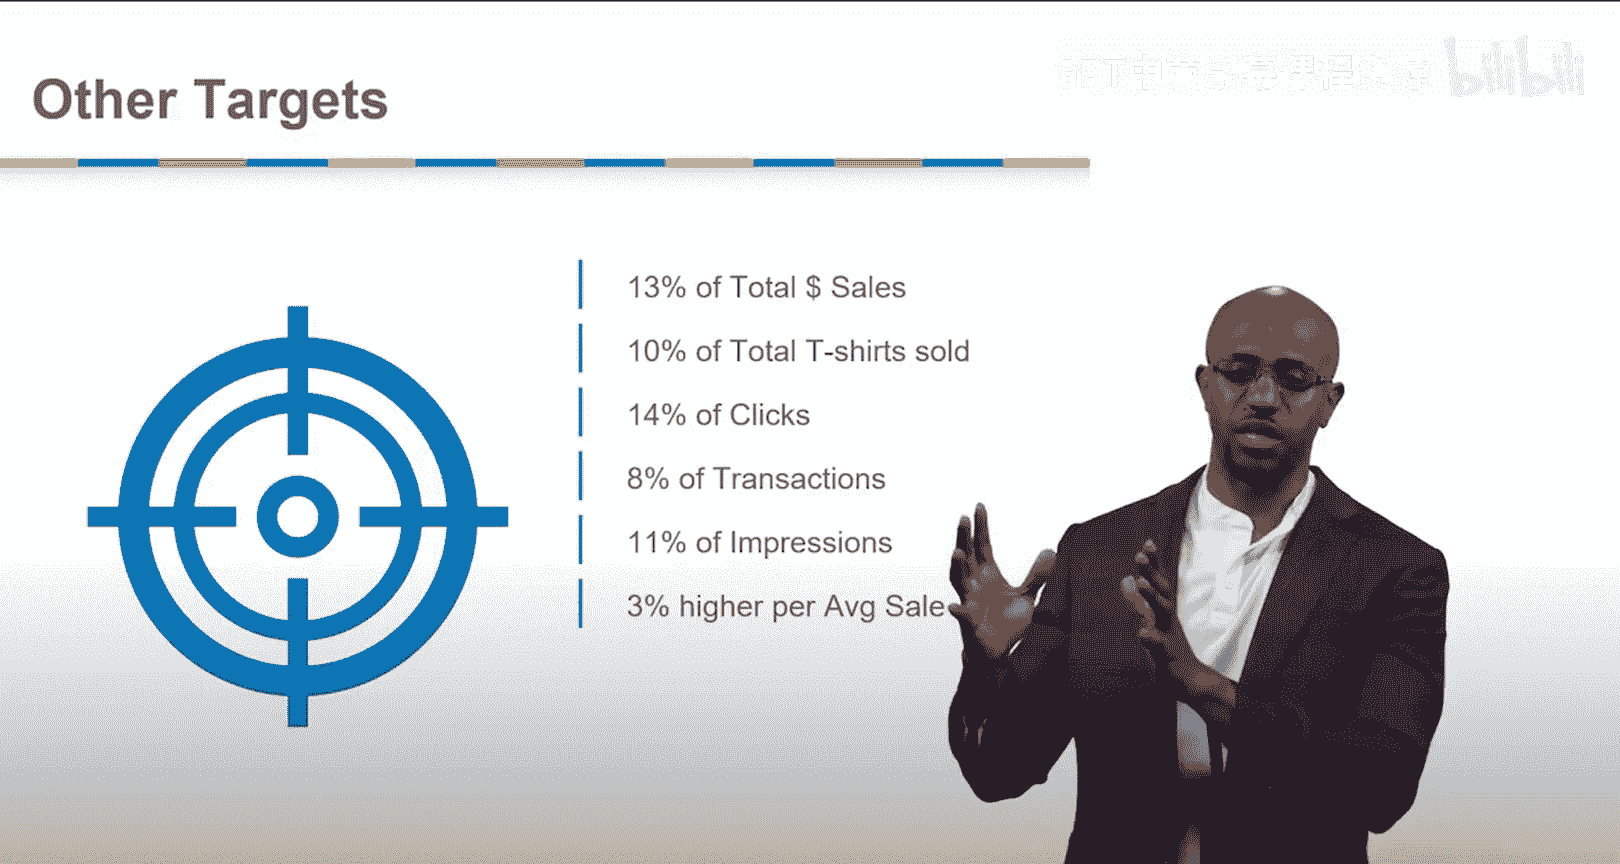 Other Targets
bilibili
13% of Total $ Sales
10% of Total T-shirts sold
14% of Clicks
8% of Transactions
11% of Impressions
3% higher per Avg Sale